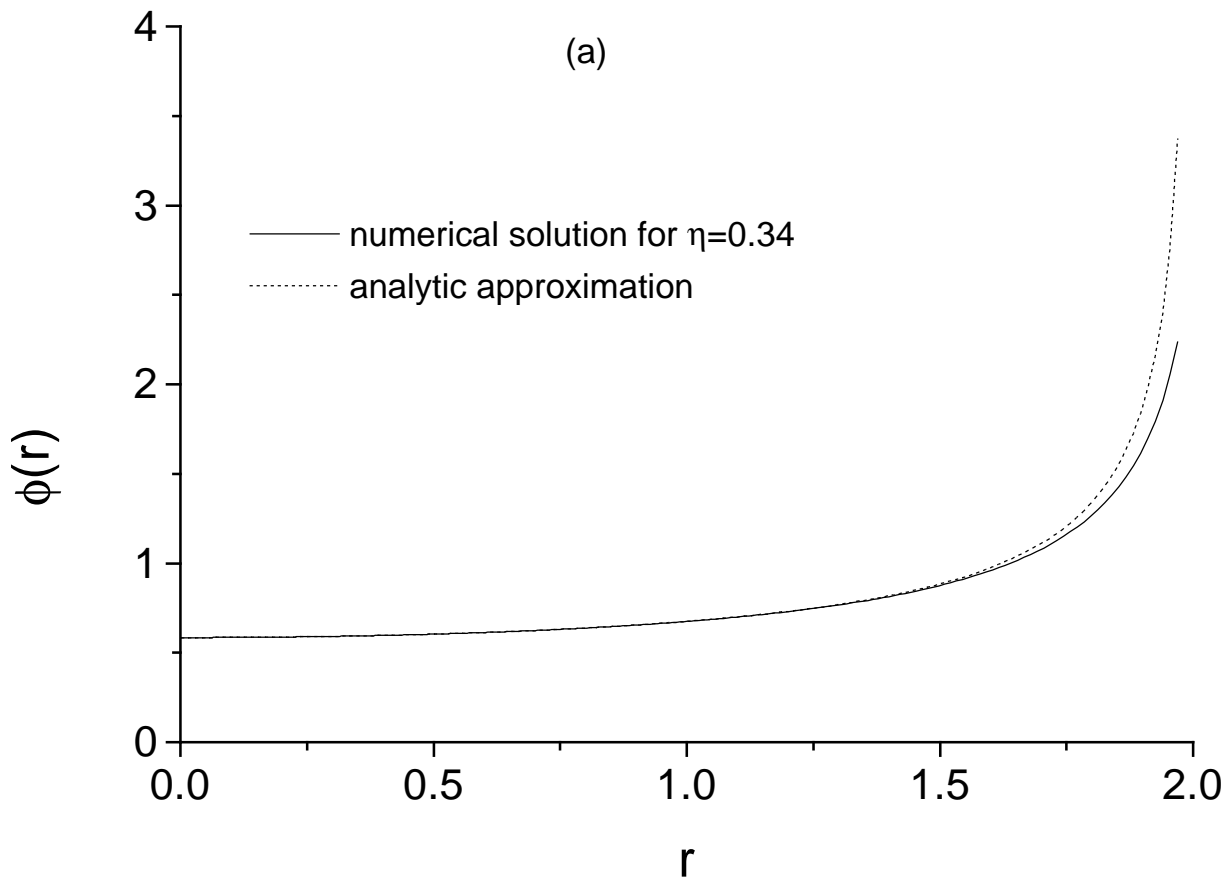 (a)
4
3
2
1
0
ϕ(r)
numerical solution for η=0.34
analytic approximation
0.0 0.5 1.0 1.5 2.0
r